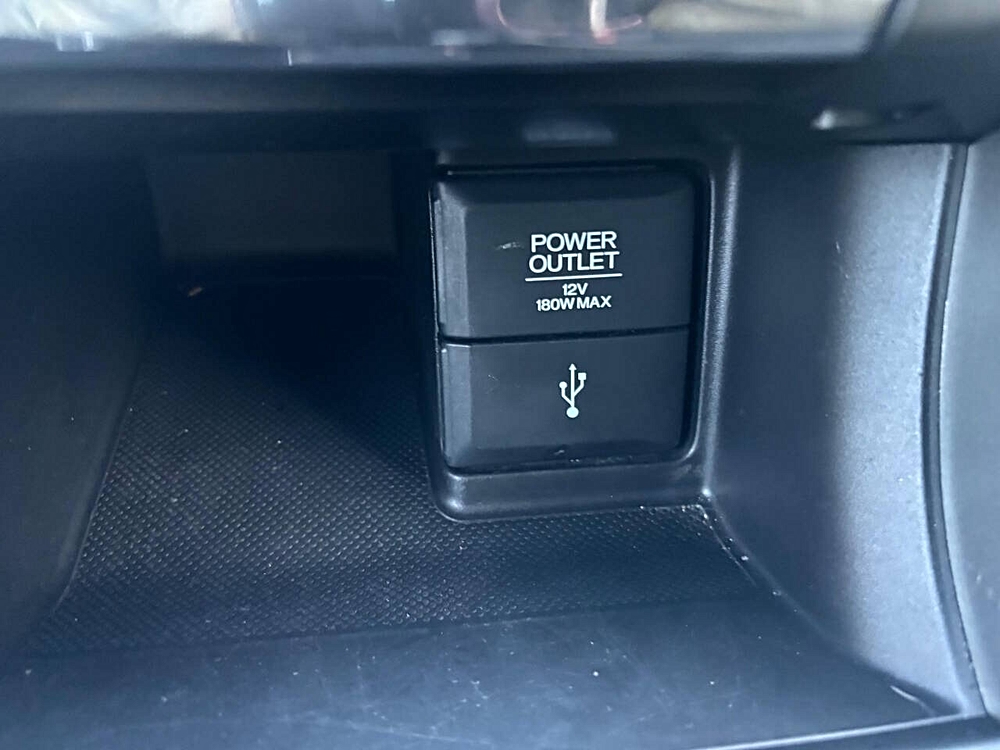 POWER
OUTLET
12V
180W MAX